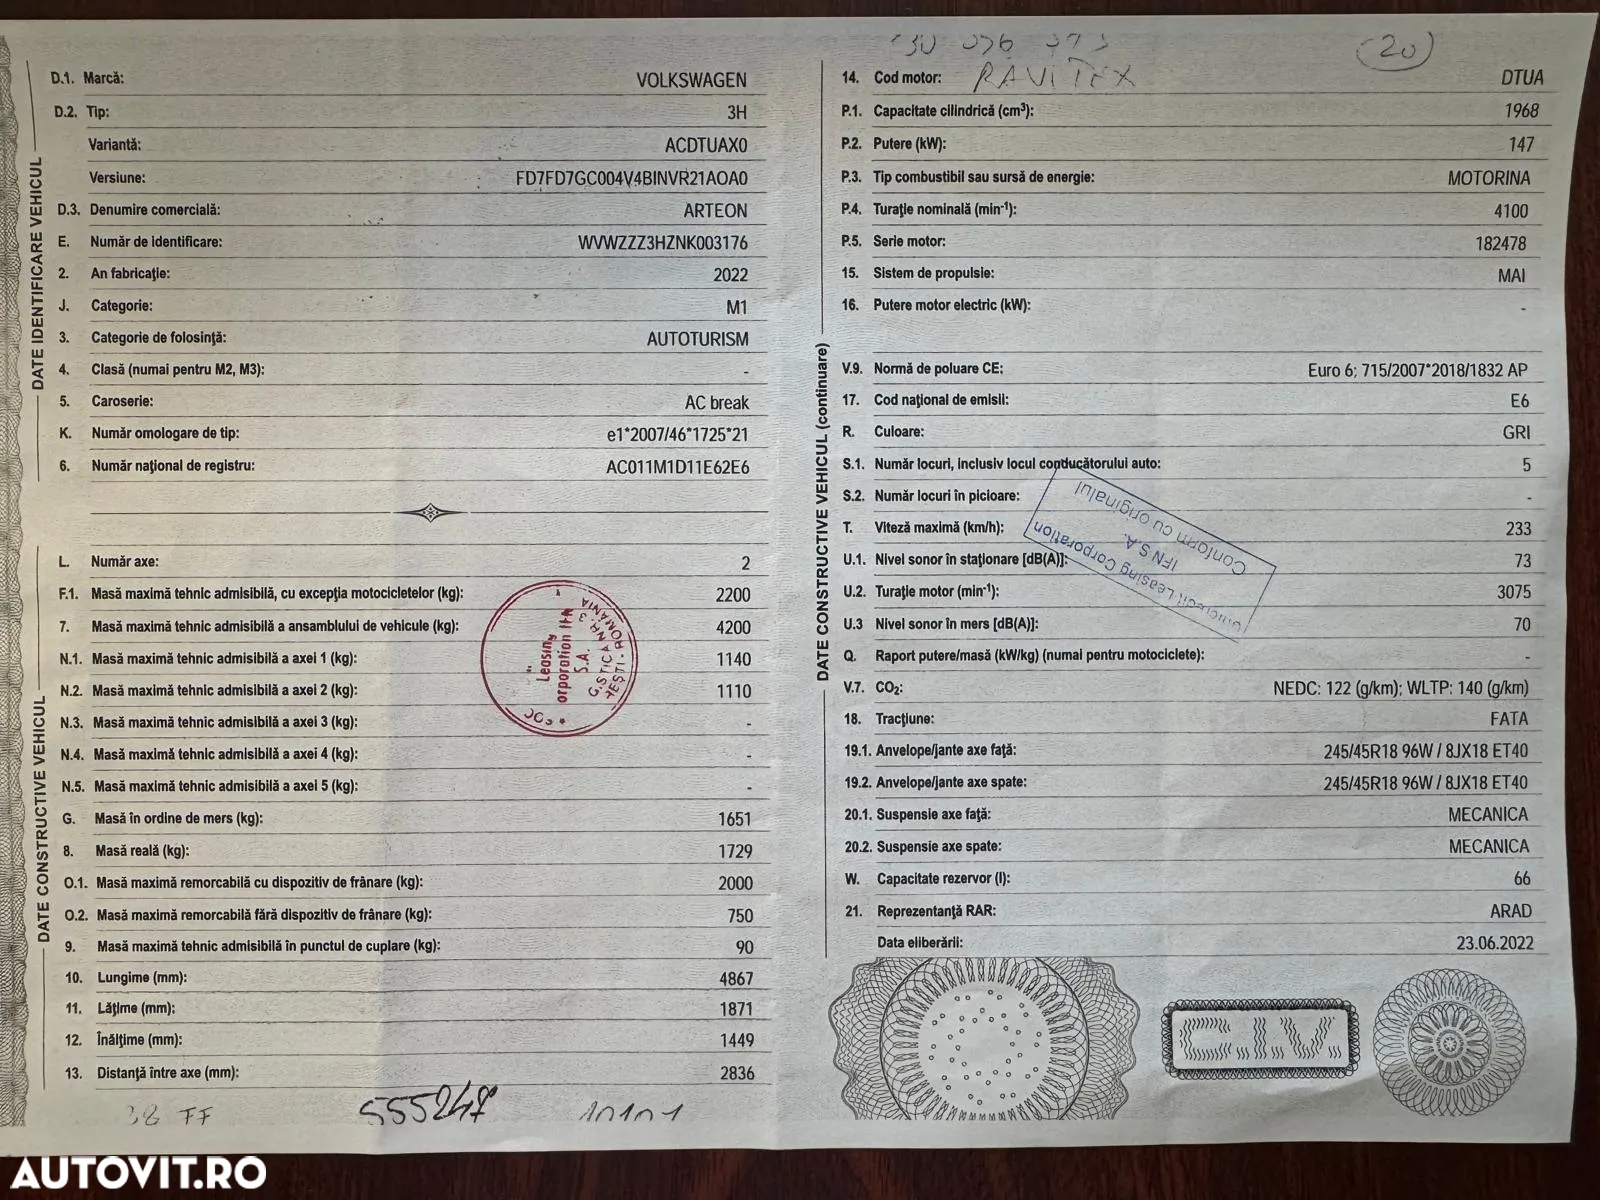 DATE IDENTIFICARE VEHICUL
D.1. Marcă: VOLKSWAGEN
D.2. Tip: 3H
Variantă: ACDTUAX0
Versiune: FD7FD7GC004V4BINVR21AOA0
D.3. Denumire comercială: ARTEON
E. Număr de identificare: WVWZZZ3HZNK003176
2. An fabricaţie: 2022
J. Categorie: M1
3. Categorie de folosinţă: AUTOTURISM
4. Clasă (numai pentru M2, M3): -
5. Caroserie: AC break
K. Număr omologare de tip: e1*2007/46*1725*21
6. Număr naţional de registru: AC011M1D11E62E6
DATE CONSTRUCTIVE VEHICUL
L. Număr axe: 2
F.1. Masă maximă tehnic admisibilă, cu excepţia motocicletelor (kg): 2200
7. Masă maximă tehnic admisibilă a ansamblului de vehicule (kg): 4200
N.1. Masă maximă tehnic admisibilă a axei 1 (kg): 1140
N.2. Masă maximă tehnic admisibilă a axei 2 (kg): 1110
N.3. Masă maximă tehnic admisibilă a axei 3 (kg): -
N.4. Masă maximă tehnic admisibilă a axei 4 (kg): -
N.5. Masă maximă tehnic admisibilă a axei 5 (kg): -
G. Masă în ordine de mers (kg): 1651
8. Masă reală (kg): 1729
O.1. Masă maximă remorcabilă cu dispozitiv de frânare (kg): 2000
O.2. Masă maximă remorcabilă fără dispozitiv de frânare (kg): 750
9. Masă maximă tehnic admisibilă în punctul de cuplare (kg): 90
10. Lungime (mm): 4867
11. Lăţime (mm): 1871
12. Înălţime (mm): 1449
13. Distanţă între axe (mm): 2836
Leasing
orporation IFN
S.A.
ROMÂNIA
38 FF 555247 10101
(20)
RAVITEX
DATE CONSTRUCTIVE VEHICUL (continuare)
14. Cod motor: DTUA
P.1. Capacitate cilindrică (cm³): 1968
P.2. Putere (kW): 147
P.3. Tip combustibil sau sursă de energie: MOTORINA
P.4. Turaţie nominală (min⁻¹): 4100
P.5. Serie motor: 182478
15. Sistem de propulsie: MAI
16. Putere motor electric (kW): -
V.9. Normă de poluare CE: Euro 6; 715/2007*2018/1832 AP
17. Cod naţional de emisii: E6
R. Culoare: GRI
S.1. Număr locuri, inclusiv locul conducătorului auto: 5
S.2. Număr locuri în picioare: -
T. Viteză maximă (km/h): 233
U.1. Nivel sonor în staţionare [dB(A)]: 73
U.2. Turaţie motor (min⁻¹): 3075
U.3 Nivel sonor în mers [dB(A)]: 70
Q. Raport putere/masă (kW/kg) (numai pentru motociclete): -
V.7. CO₂: NEDC: 122 (g/km); WLTP: 140 (g/km)
18. Tracţiune: FATA
19.1. Anvelope/jante axe faţă: 245/45R18 96W / 8JX18 ET40
19.2. Anvelope/jante axe spate: 245/45R18 96W / 8JX18 ET40
20.1. Suspensie axe faţă: MECANICA
20.2. Suspensie axe spate: MECANICA
W. Capacitate rezervor (l): 66
21. Reprezentanţă RAR: ARAD
Data eliberării: 23.06.2022
Unicredit Leasing Corporation
IFN S.A.
Conform cu originalul
C.I.V.
AUTOVIT.RO